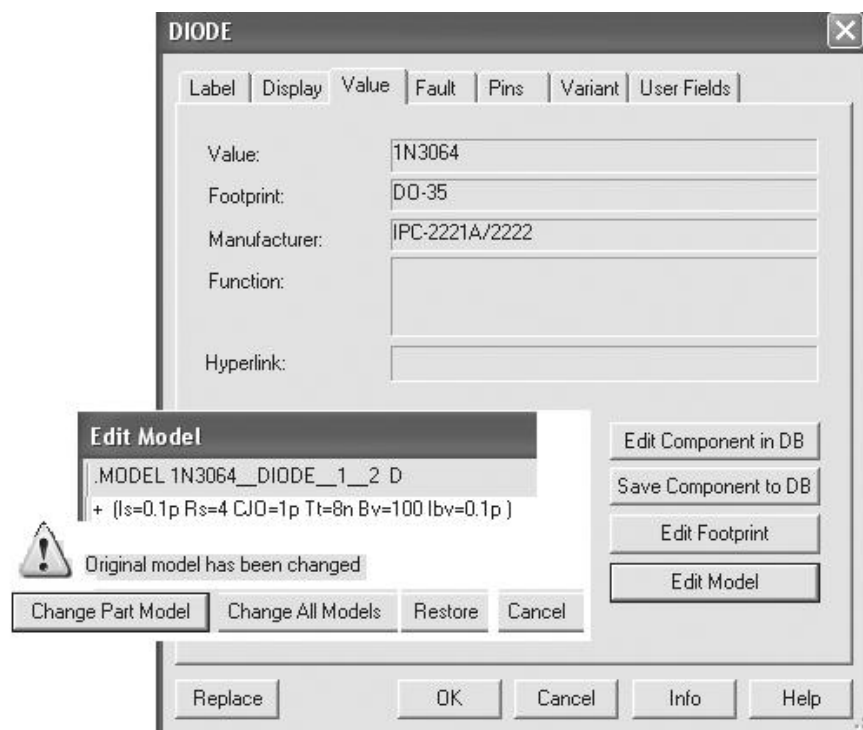 DIODE
Label Display Value Fault Pins Variant User Fields
Value: 1N3064
Footprint: DO-35
Manufacturer: IPC-2221A/2222
Function:
Hyperlink:
Edit Model
.MODEL 1N3064__DIODE__1__2 D
+ (Is=0.1p Rs=4 CJO=1p Tt=8n Bv=100 Ibv=0.1p )
Original model has been changed
Change Part Model Change All Models Restore Cancel
Edit Component in DB
Save Component to DB
Edit Footprint
Edit Model
Replace OK Cancel Info Help